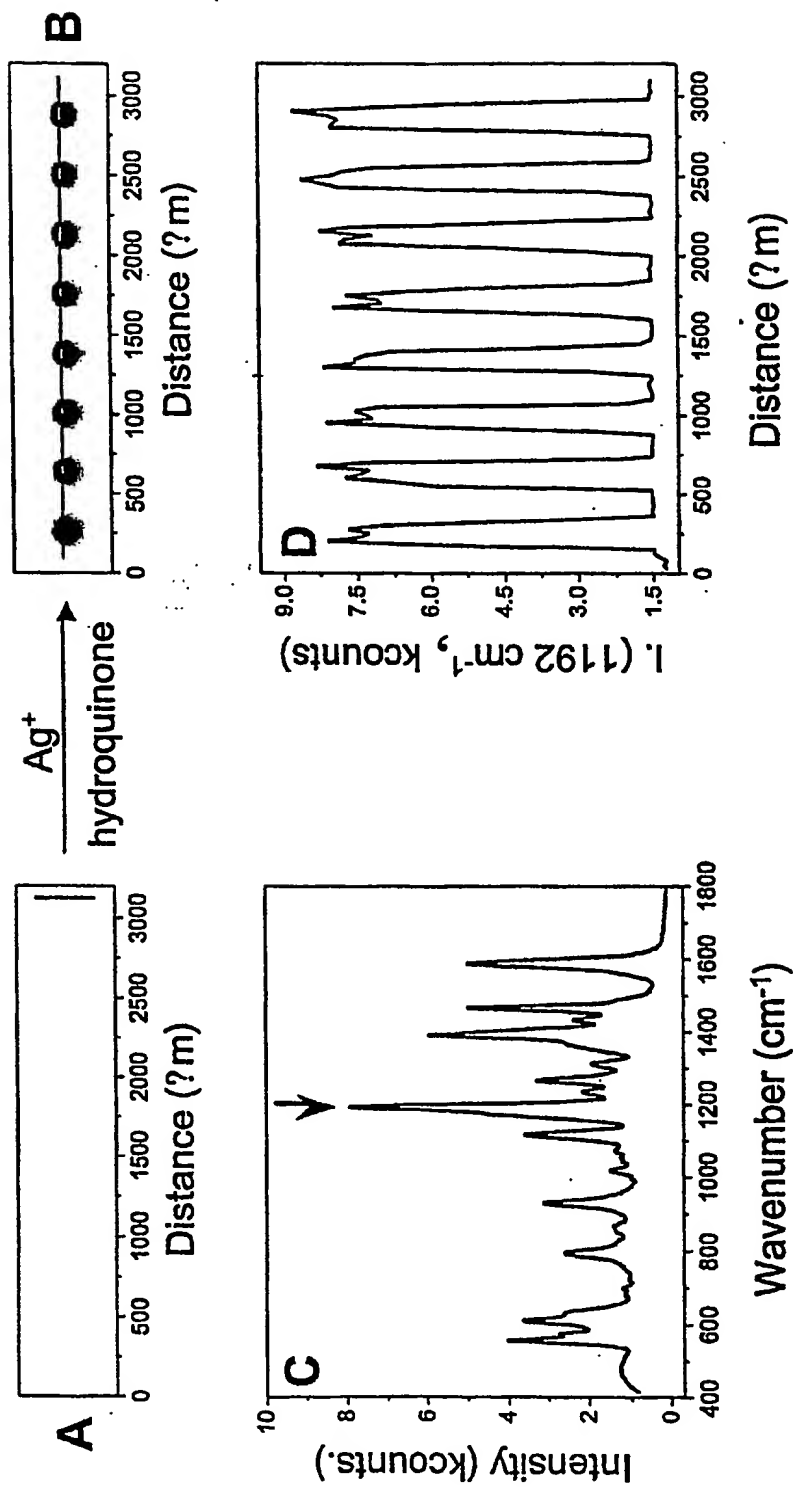 A
0 500 1000 1500 2000 2500 3000
Distance (?m)
Ag+
hydroquinone
B
0 500 1000 1500 2000 2500 3000
Distance (?m)
C
10
8
6
4
2
0
Intensity (kcounts.)
400 600 800 1000 1200 1400 1600 1800
Wavenumber (cm-1)
D
9.0
7.5
6.0
4.5
3.0
1.5
I. (1192 cm-1, kcounts)
0 500 1000 1500 2000 2500 3000
Distance (?m)